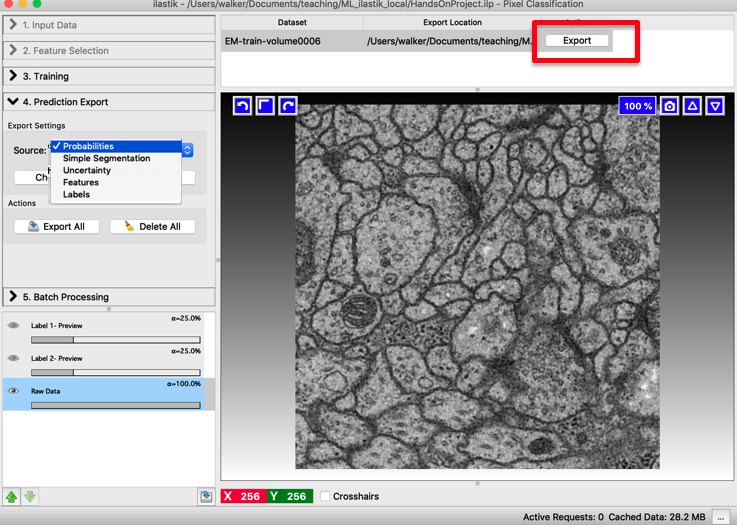 ilastik - /Users/walker/Documents/teaching/ML_ilastik_local/HandsOnProject.ilp - Pixel Classification
1. Input Data
2. Feature Selection
3. Training
4. Prediction Export
Export Settings
Source:
✓ Probabilities
Simple Segmentation
Uncertainty
Features
Labels
Ch
Actions
Export All
Delete All
5. Batch Processing
α=25.0%
Label 1- Preview
α=25.0%
Label 2- Preview
α=100.0%
Raw Data
Dataset
Export Location
EM-train-volume0006
/Users/walker/Documents/teaching/M...
Export
100 %
X 256 Y 256
Crosshairs
Active Requests: 0 Cached Data: 28.2 MB ...